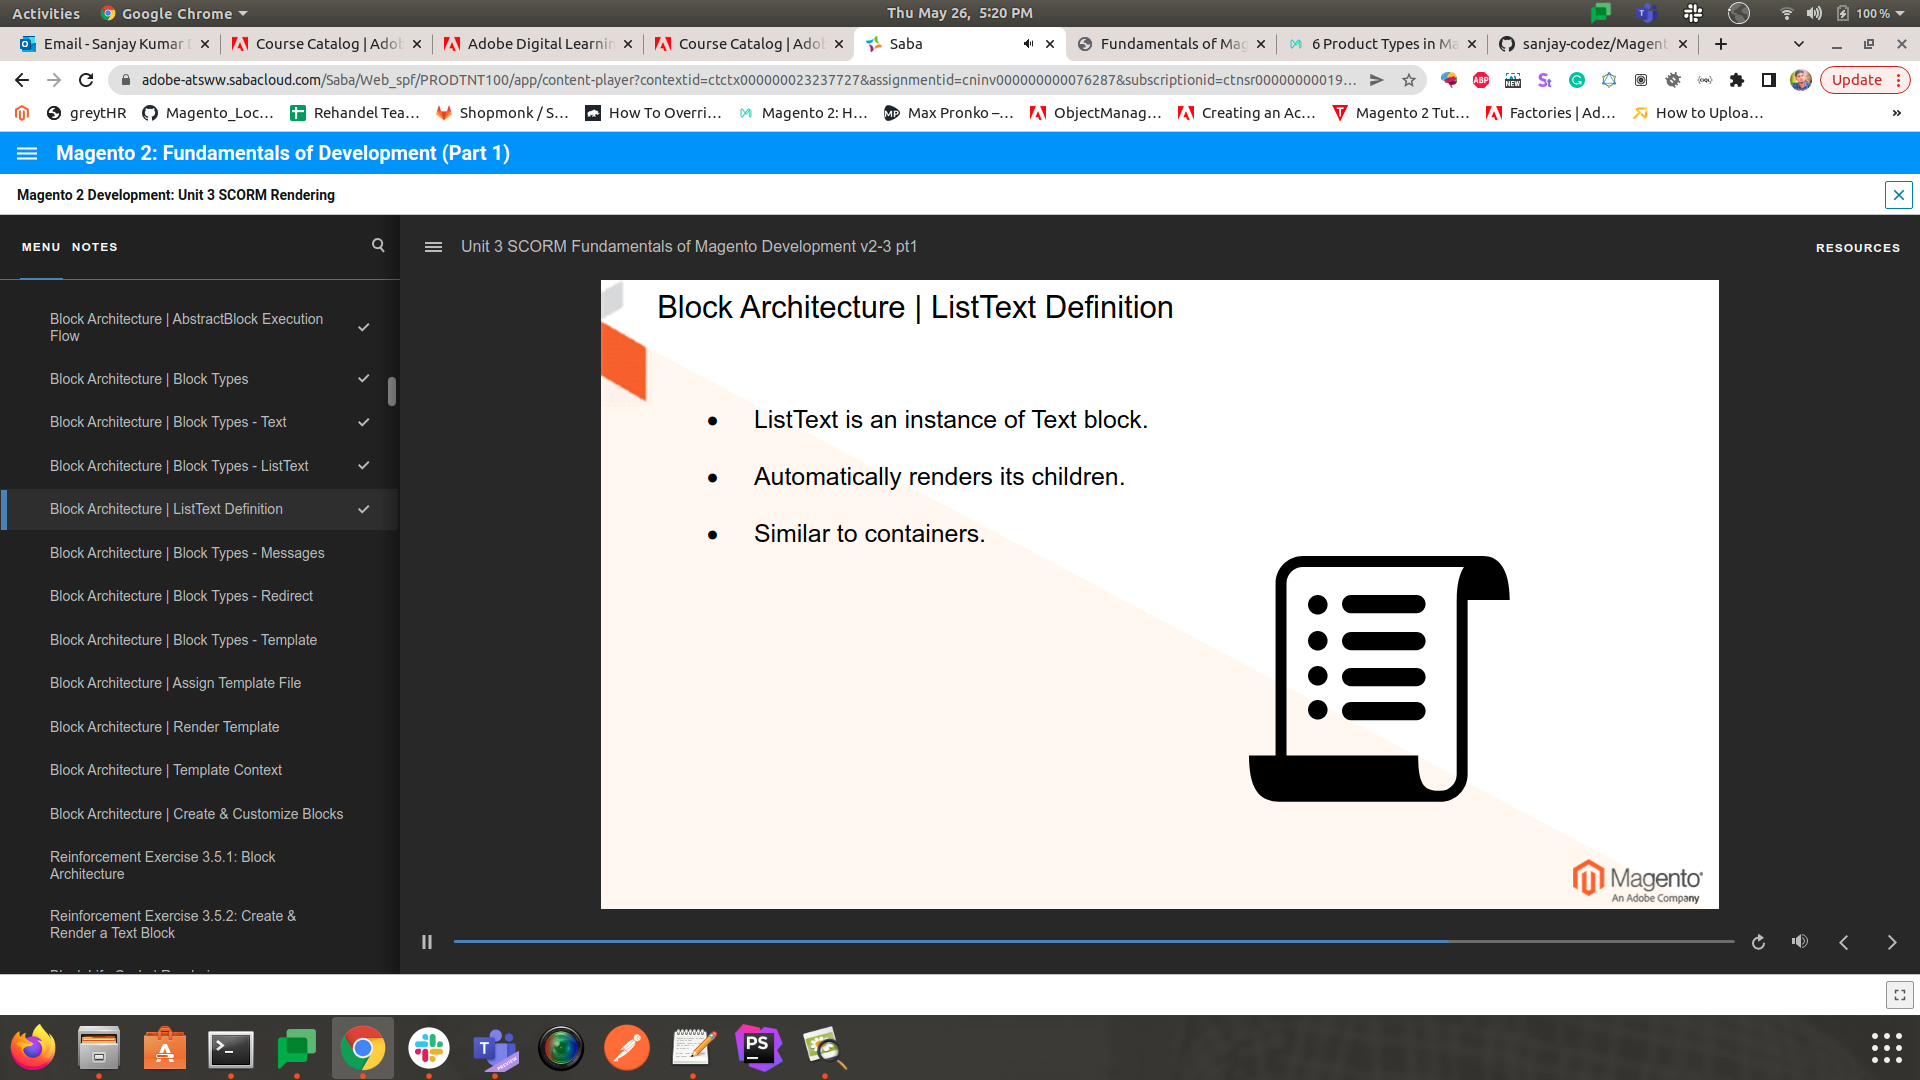 Activities
Google Chrome
Thu May 26, 5:20 PM
100 %
Email - Sanjay Kumar
Course Catalog | Adob
Adobe Digital Learnin
Course Catalog | Adob
Saba
Fundamentals of Mag
6 Product Types in Ma
sanjay-codez/Magent
adobe-atsww.sabacloud.com/Saba/Web_spf/PRODTNT100/app/content-player?contextid=ctctx000000023237727&assignmentid=cninv000000000076287&subscriptionid=ctnsr00000000019...
ABP
NEW
Update
greytHR
Magento_Loc...
Rehandel Tea...
Shopmonk / S...
How To Overri...
Magento 2: H...
Max Pronko –...
ObjectManag...
Creating an Ac...
Magento 2 Tut...
Factories | Ad...
How to Uploa...
»
Magento 2: Fundamentals of Development (Part 1)
Magento 2 Development: Unit 3 SCORM Rendering
MENU NOTES
Unit 3 SCORM Fundamentals of Magento Development v2-3 pt1
RESOURCES
Block Architecture | AbstractBlock Execution
Flow
Block Architecture | Block Types
Block Architecture | Block Types - Text
Block Architecture | Block Types - ListText
Block Architecture | ListText Definition
Block Architecture | Block Types - Messages
Block Architecture | Block Types - Redirect
Block Architecture | Block Types - Template
Block Architecture | Assign Template File
Block Architecture | Render Template
Block Architecture | Template Context
Block Architecture | Create & Customize Blocks
Reinforcement Exercise 3.5.1: Block
Architecture
Reinforcement Exercise 3.5.2: Create &
Render a Text Block
Block Architecture | ListText Definition
• ListText is an instance of Text block.
• Automatically renders its children.
• Similar to containers.
Magento
An Adobe Company
PS